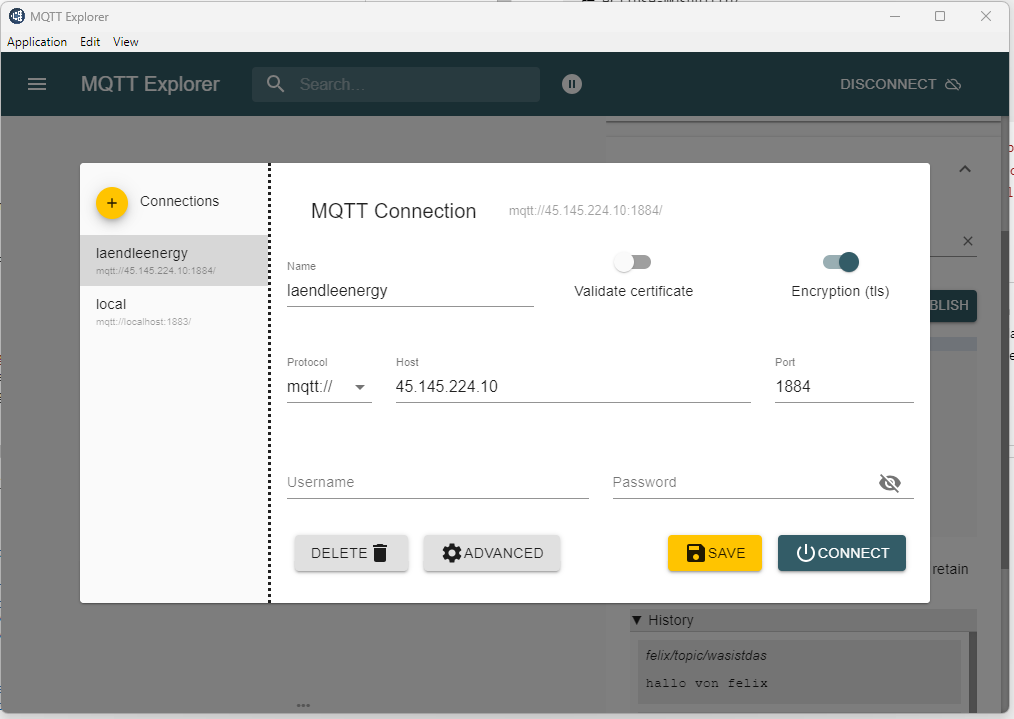 MQTT Explorer
Application Edit View
MQTT Explorer
Search...
DISCONNECT
Connections
laendleenergy
mqtt://45.145.224.10:1884/
local
mqtt://localhost:1883/
MQTT Connection
mqtt://45.145.224.10:1884/
Name
laendleenergy
Validate certificate
Encryption (tls)
Protocol
mqtt://
Host
45.145.224.10
Port
1884
Username
Password
DELETE
ADVANCED
SAVE
CONNECT
BLISH
retain
History
felix/topic/wasistdas
hallo von felix